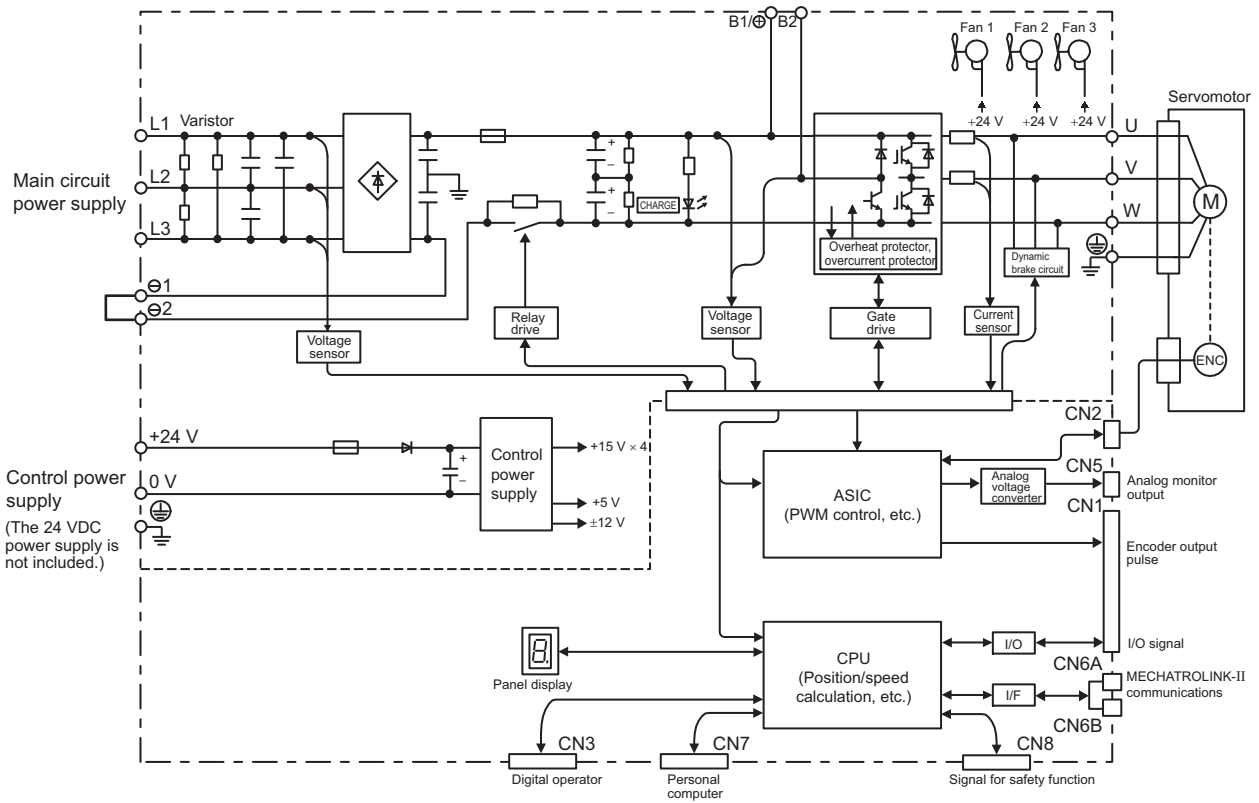 B1/⊕ B2
Fan 1 Fan 2 Fan 3
+24 V +24 V +24 V
Servomotor
L1 Varistor
L2
L3
Main circuit
power supply
⊖1
⊖2
+
–
+
–
CHARGE
Overheat protector,
overcurrent protector
U
V
W
M
Dynamic
brake circuit
Voltage
sensor
Relay
drive
Voltage
sensor
Gate
drive
Current
sensor
ENC
+24 V
0 V
Control power
supply
(The 24 VDC
power supply is
not included.)
+
–
Control
power
supply
+15 V × 4
+5 V
±12 V
ASIC
(PWM control, etc.)
Analog
voltage
converter
CN2
CN5
Analog monitor
output
CN1
Encoder output
pulse
8.
Panel display
CPU
(Position/speed
calculation, etc.)
I/O
I/O signal
I/F
CN6A
MECHATROLINK-II
communications
CN6B
CN3
Digital operator
CN7
Personal
computer
CN8
Signal for safety function